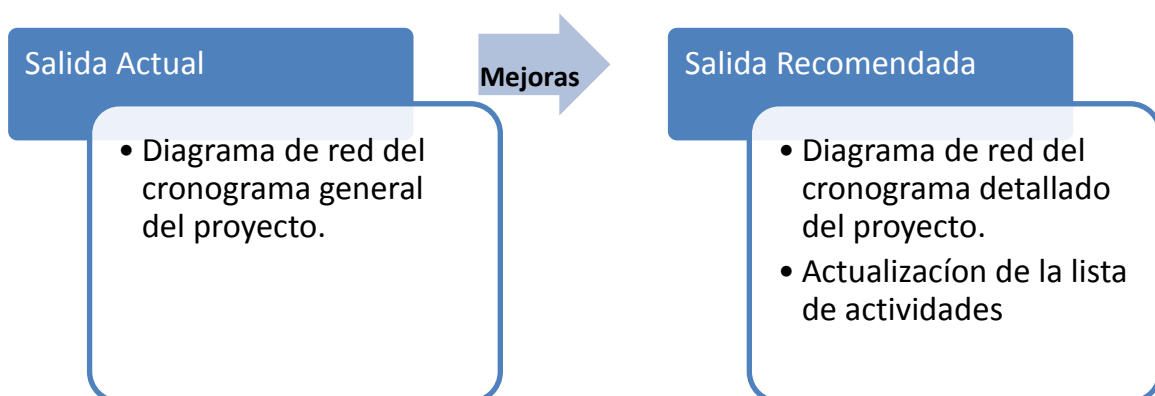 Salida Actual
• Diagrama de red del
cronograma general
del proyecto.
Mejoras
Salida Recomendada
• Diagrama de red del
cronograma detallado
del proyecto.
• Actualizacíon de la lista
de actividades